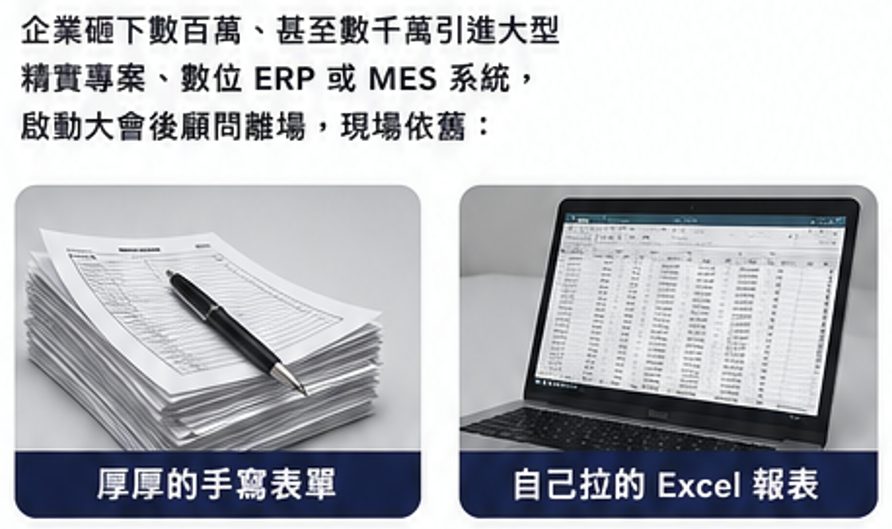 企業砸下數百萬、甚至數千萬引進大型
精實專案、數位 ERP 或 MES 系統，
啟動大會後顧問離場，現場依舊：
厚厚的手寫表單
自己拉的 Excel 報表